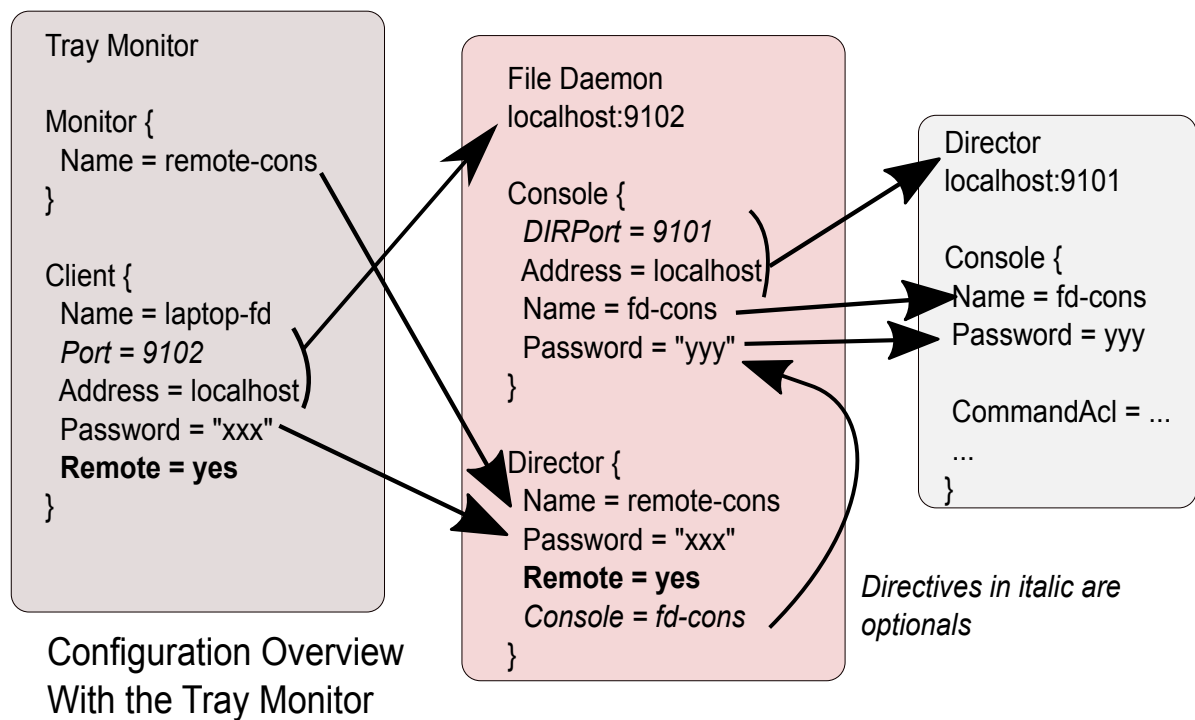 Tray Monitor
Monitor {
Name = remote-cons
}
Client {
Name = laptop-fd
Port = 9102
Address = localhost
Password = "xxx"
Remote = yes
}
File Daemon
localhost:9102
Console {
DIRPort = 9101
Address = localhost
Name = fd-cons
Password = "yyy"
}
Director {
Name = remote-cons
Password = "xxx"
Remote = yes
Console = fd-cons
}
Director
localhost:9101
Console {
Name = fd-cons
Password = yyy
CommandAcl = ...
...
}
Directives in italic are
optionals
Configuration Overview
With the Tray Monitor